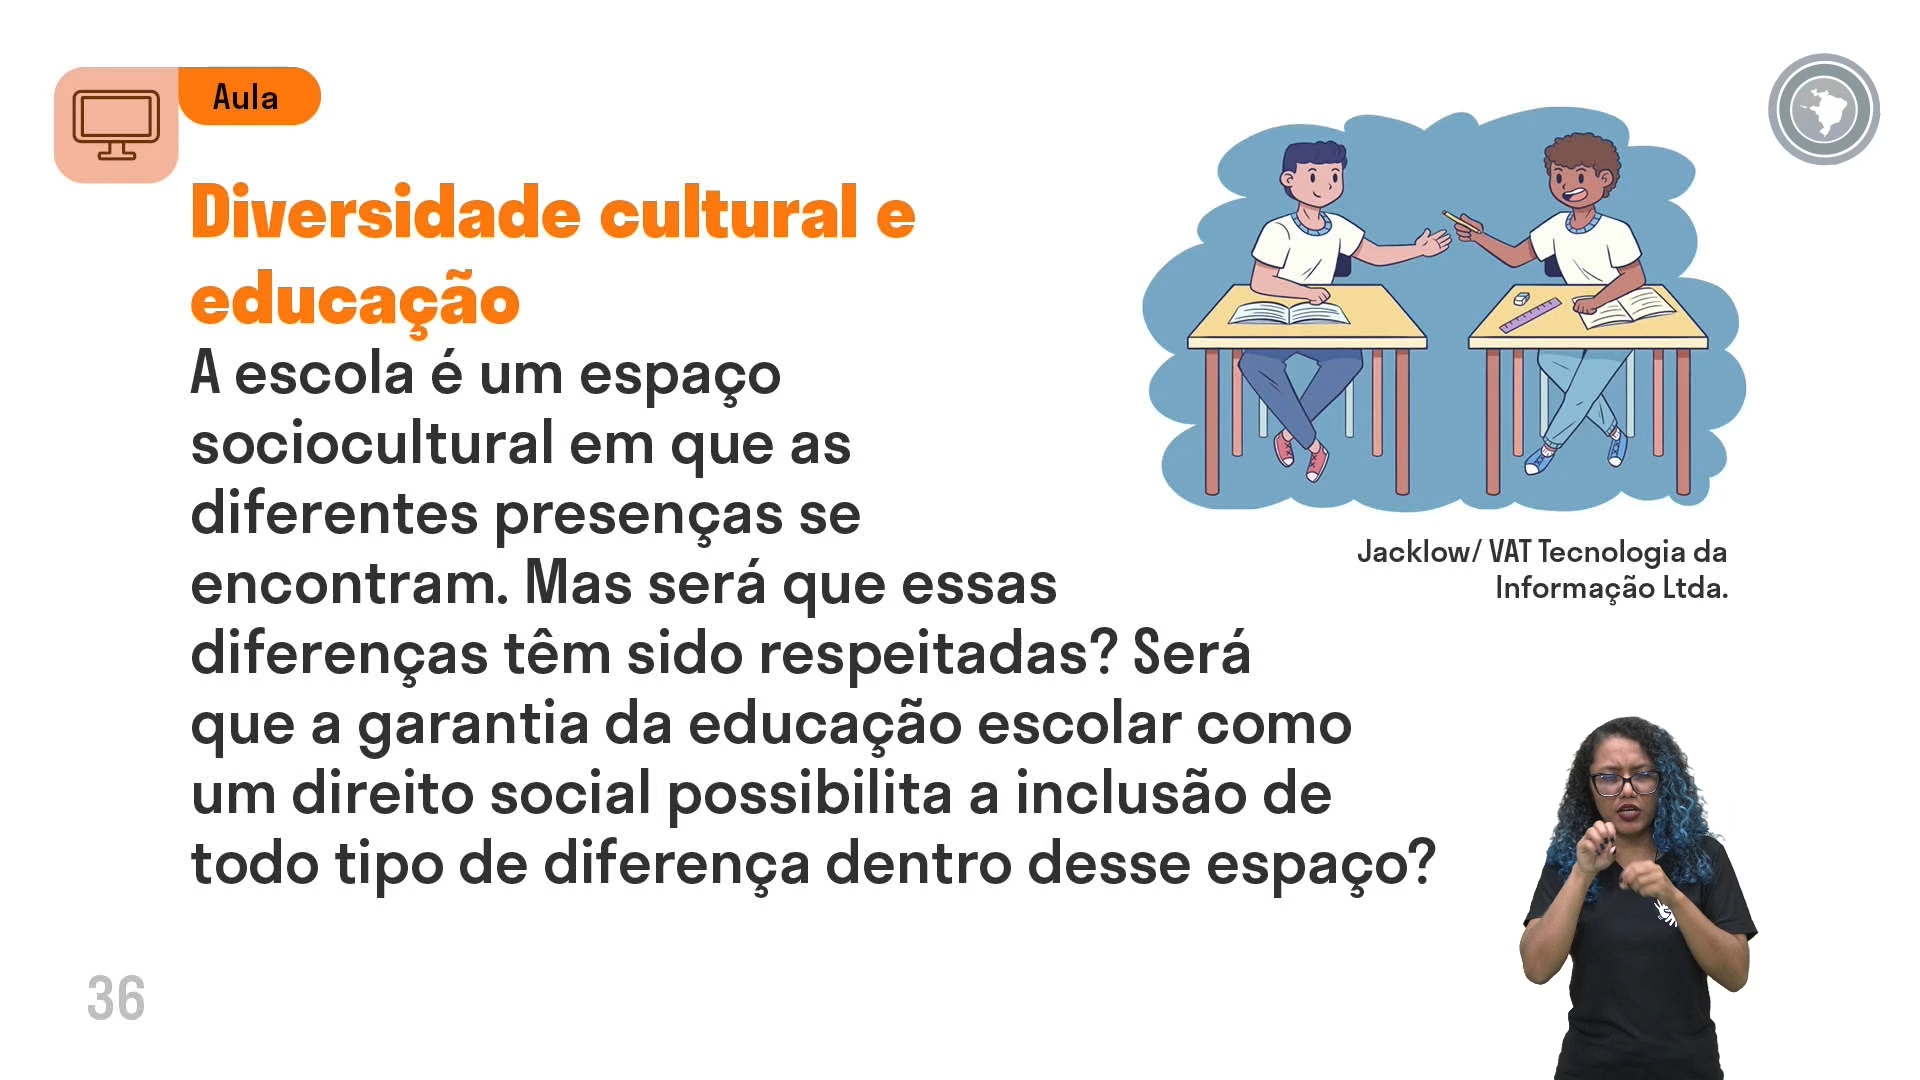 Aula
Diversidade cultural e
educação
A escola é um espaço
sociocultural em que as
diferentes presenças se
encontram. Mas será que essas
diferenças têm sido respeitadas? Será
que a garantia da educação escolar como
um direito social possibilita a inclusão de
todo tipo de diferença dentro desse espaço?
Jacklow/ VAT Tecnologia da
Informação Ltda.
36